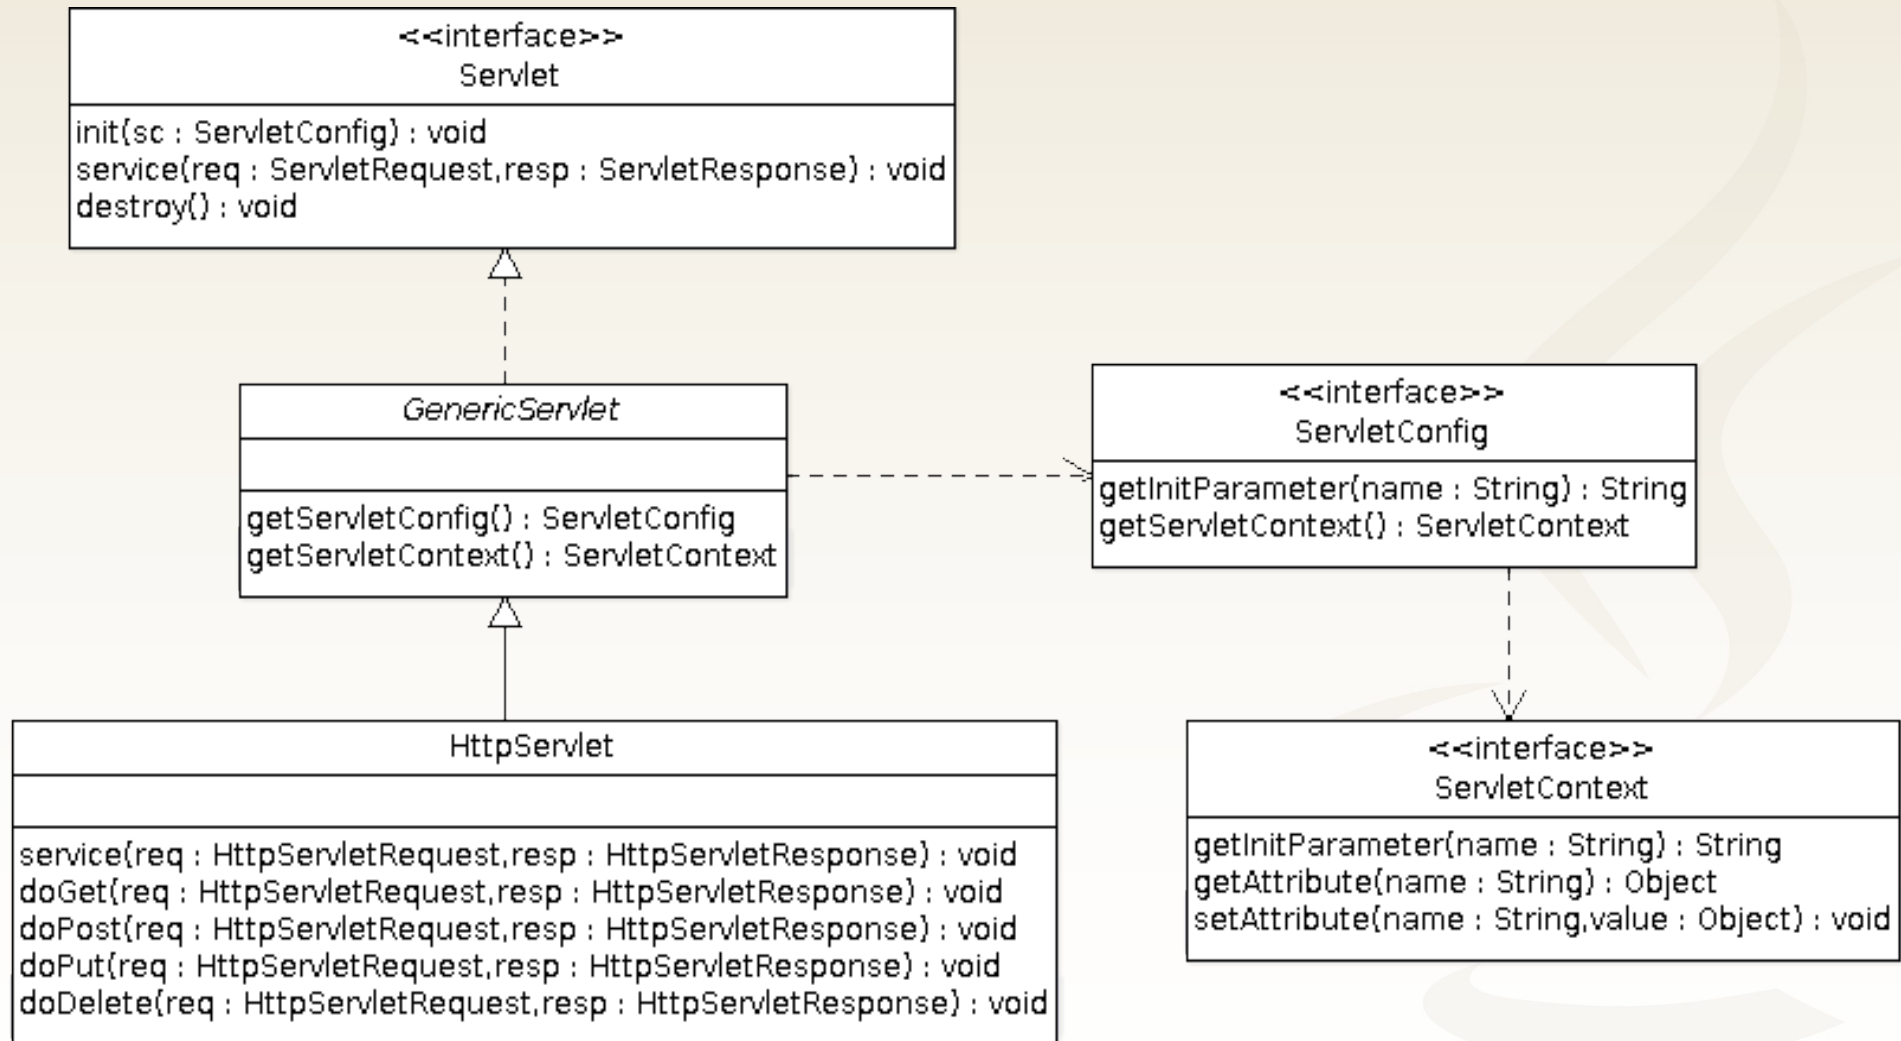 <<interface>>
Servlet
init(sc : ServletConfig) : void
service(req : ServletRequest,resp : ServletResponse) : void
destroy() : void
GenericServlet
getServletConfig() : ServletConfig
getServletContext() : ServletContext
<<interface>>
ServletConfig
getInitParameter(name : String) : String
getServletContext() : ServletContext
HttpServlet
service(req : HttpServletRequest,resp : HttpServletResponse) : void
doGet(req : HttpServletRequest,resp : HttpServletResponse) : void
doPost(req : HttpServletRequest,resp : HttpServletResponse) : void
doPut(req : HttpServletRequest,resp : HttpServletResponse) : void
doDelete(req : HttpServletRequest,resp : HttpServletResponse) : void
<<interface>>
ServletContext
getInitParameter(name : String) : String
getAttribute(name : String) : Object
setAttribute(name : String,value : Object) : void